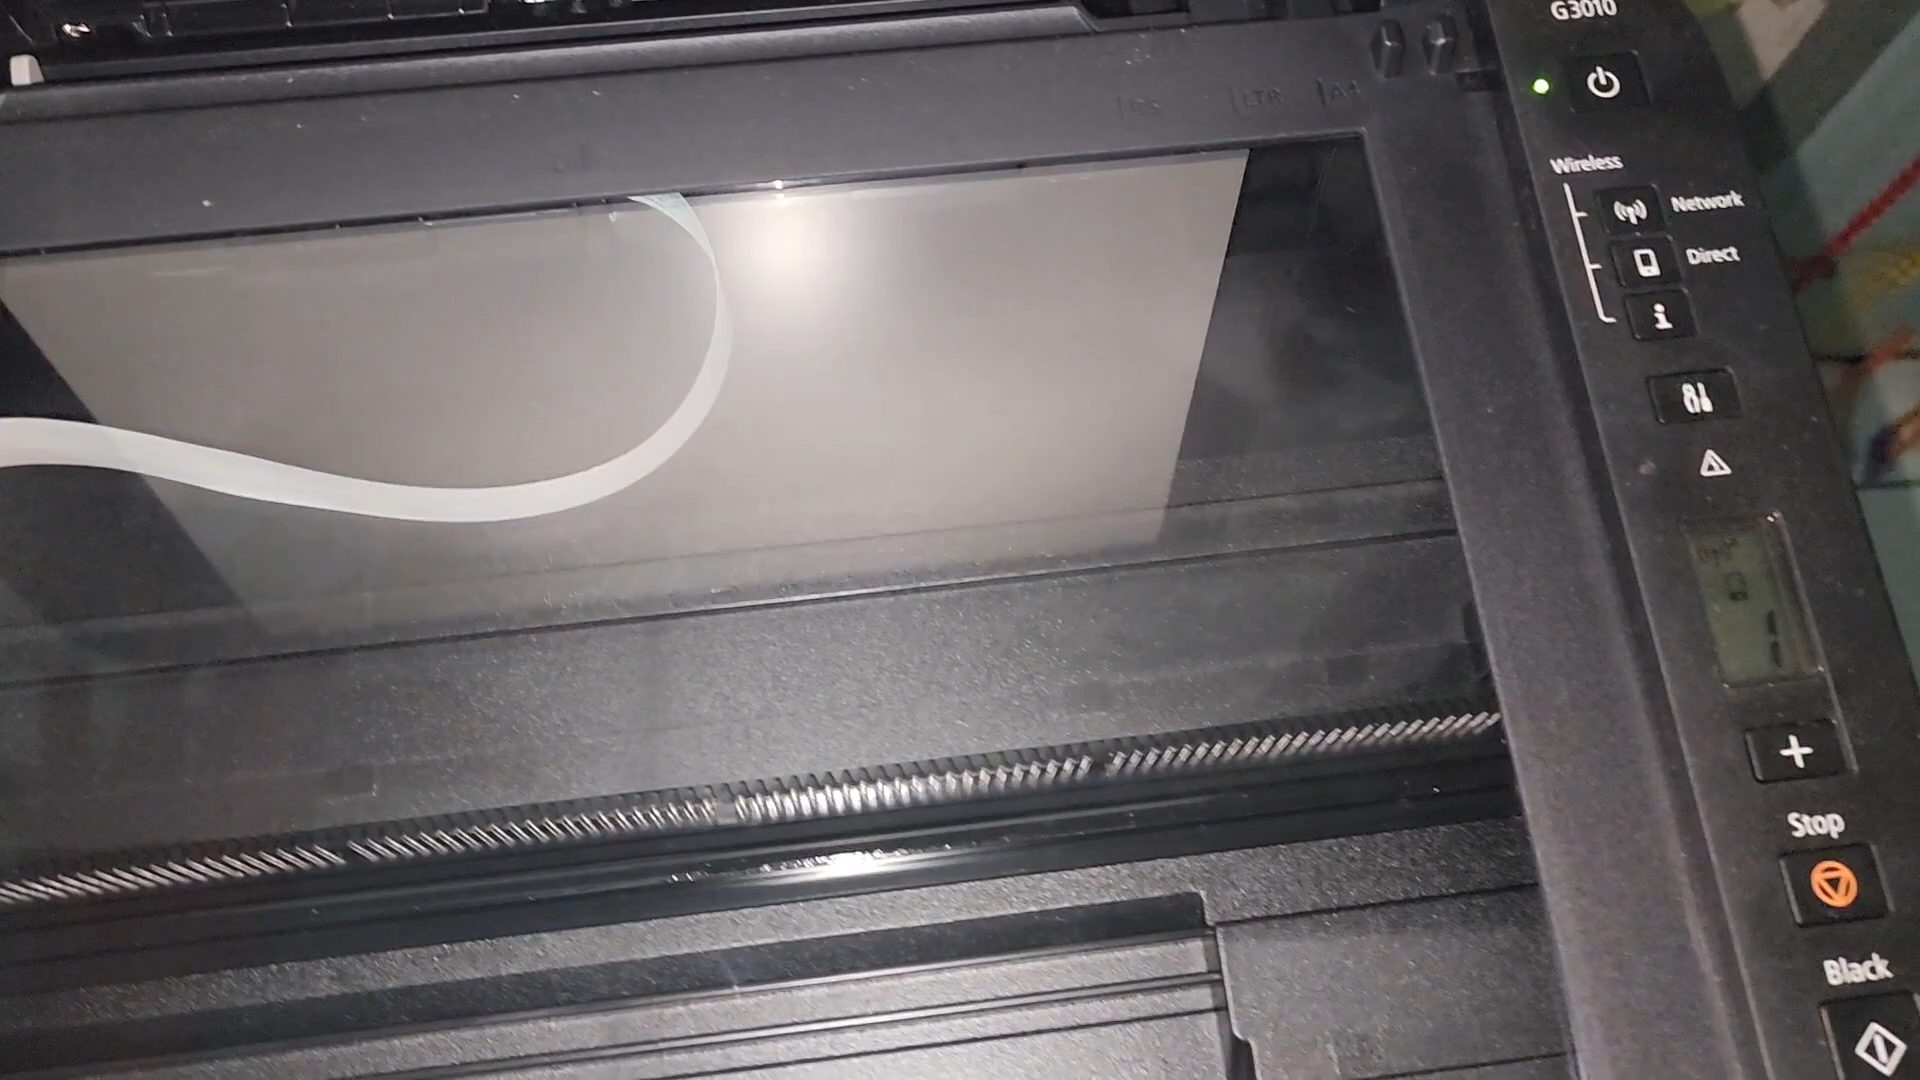 G3010
LTR
A4
Wireless
Network
Direct
Stop
Black